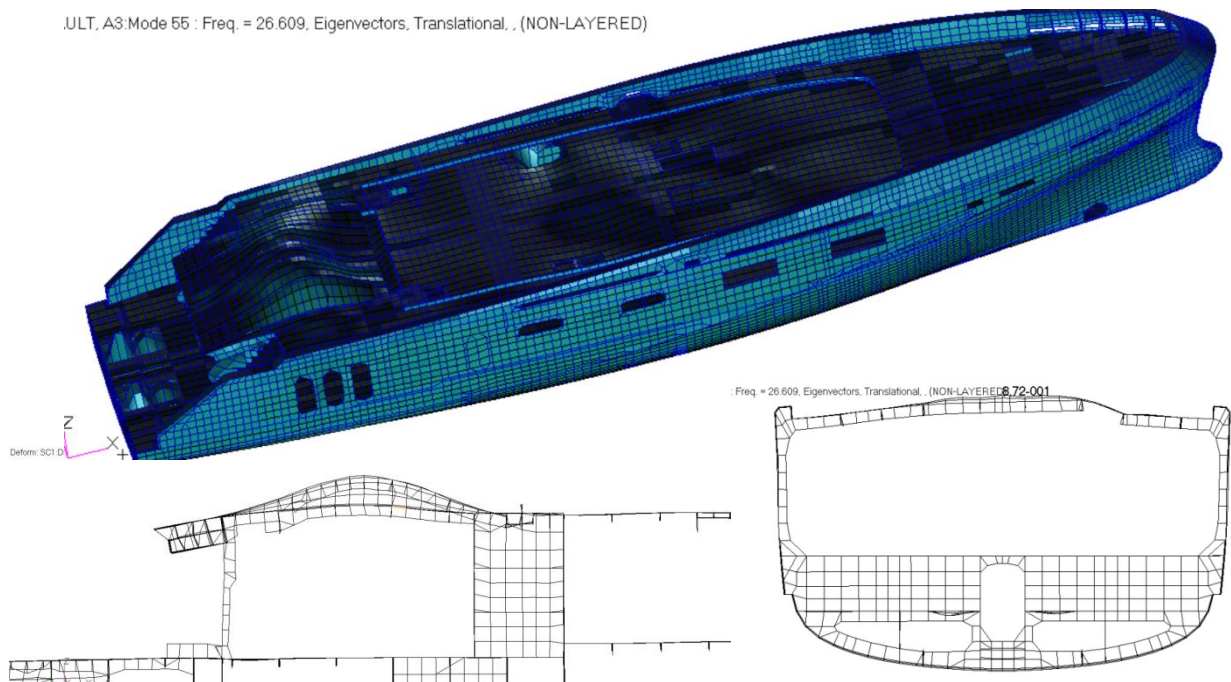 .ULT, A3:Mode 55 : Freq. = 26.609, Eigenvectors, Translational, , (NON-LAYERED)
Z
X
Deform: SC1:D
: Freq. = 26.609, Eigenvectors, Translational, , (NON-LAYERED
8,72-001